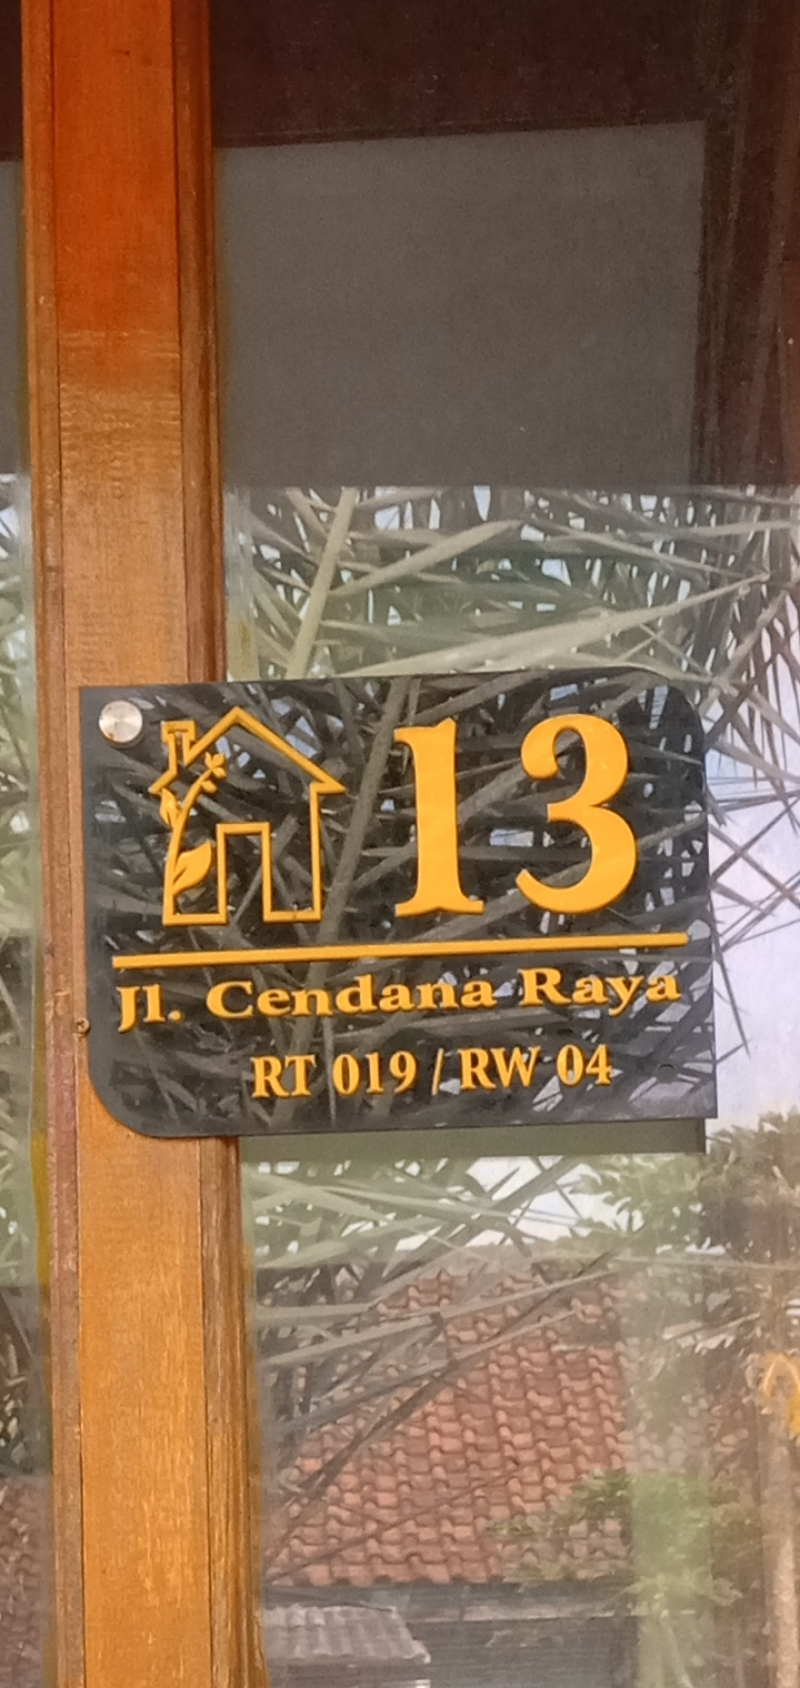 13
Jl. Cendana Raya
RT 019 / RW 04